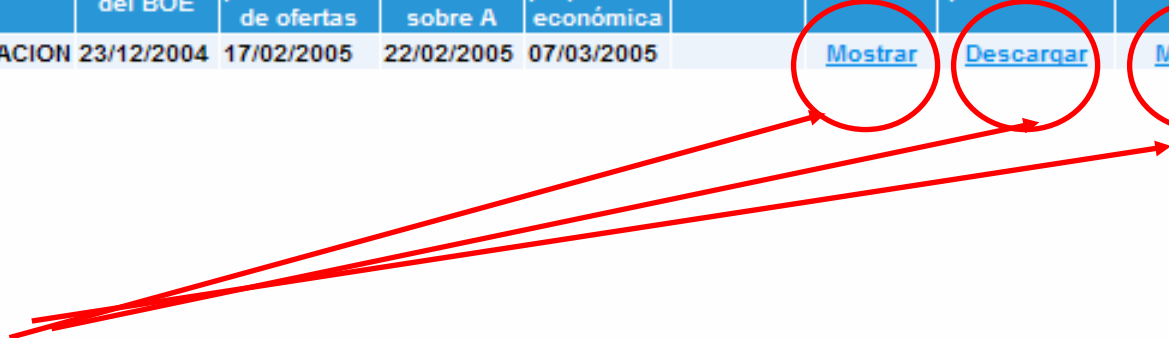 del BOE
de ofertas
sobre A
económica
23/12/2004 17/02/2005 22/02/2005 07/03/2005 Mostrar Descargar